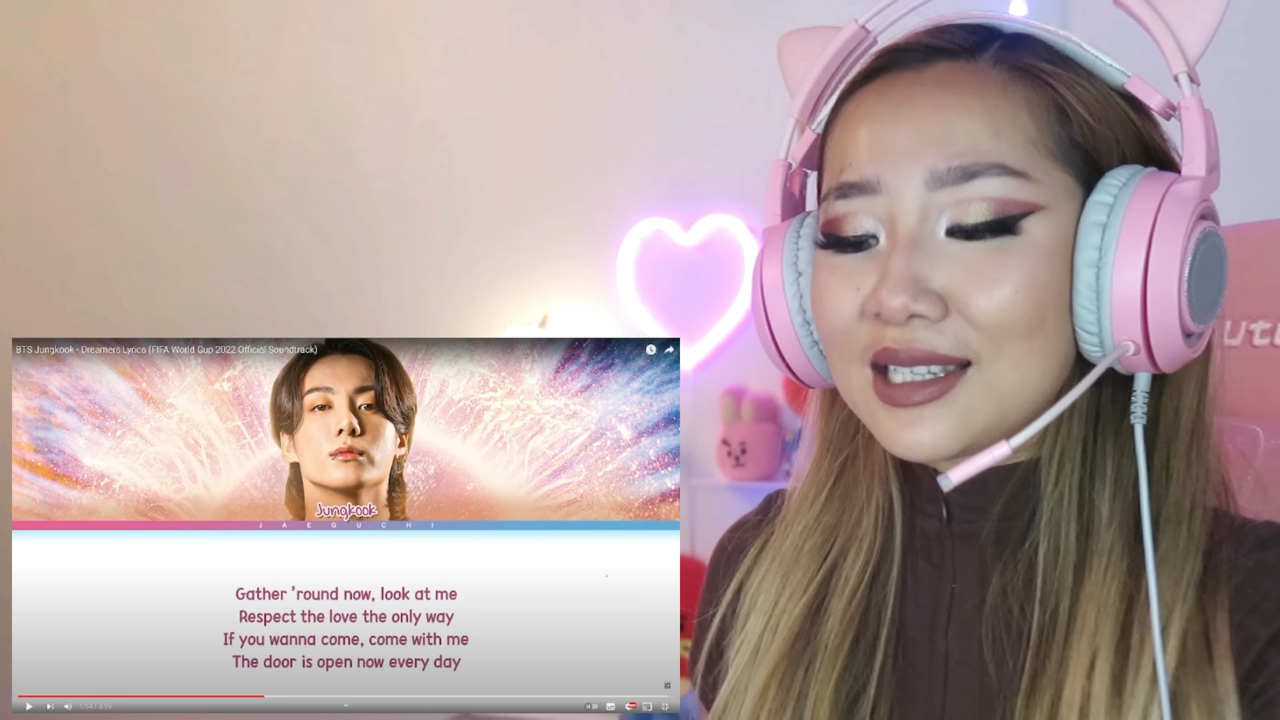 BTS Jungkook - Dreamers Lyrics (FIFA World Cup 2022 Official Soundtrack)
Jungkook
JAEGUCHI
Gather 'round now, look at me
Respect the love the only way
If you wanna come, come with me
The door is open now every day